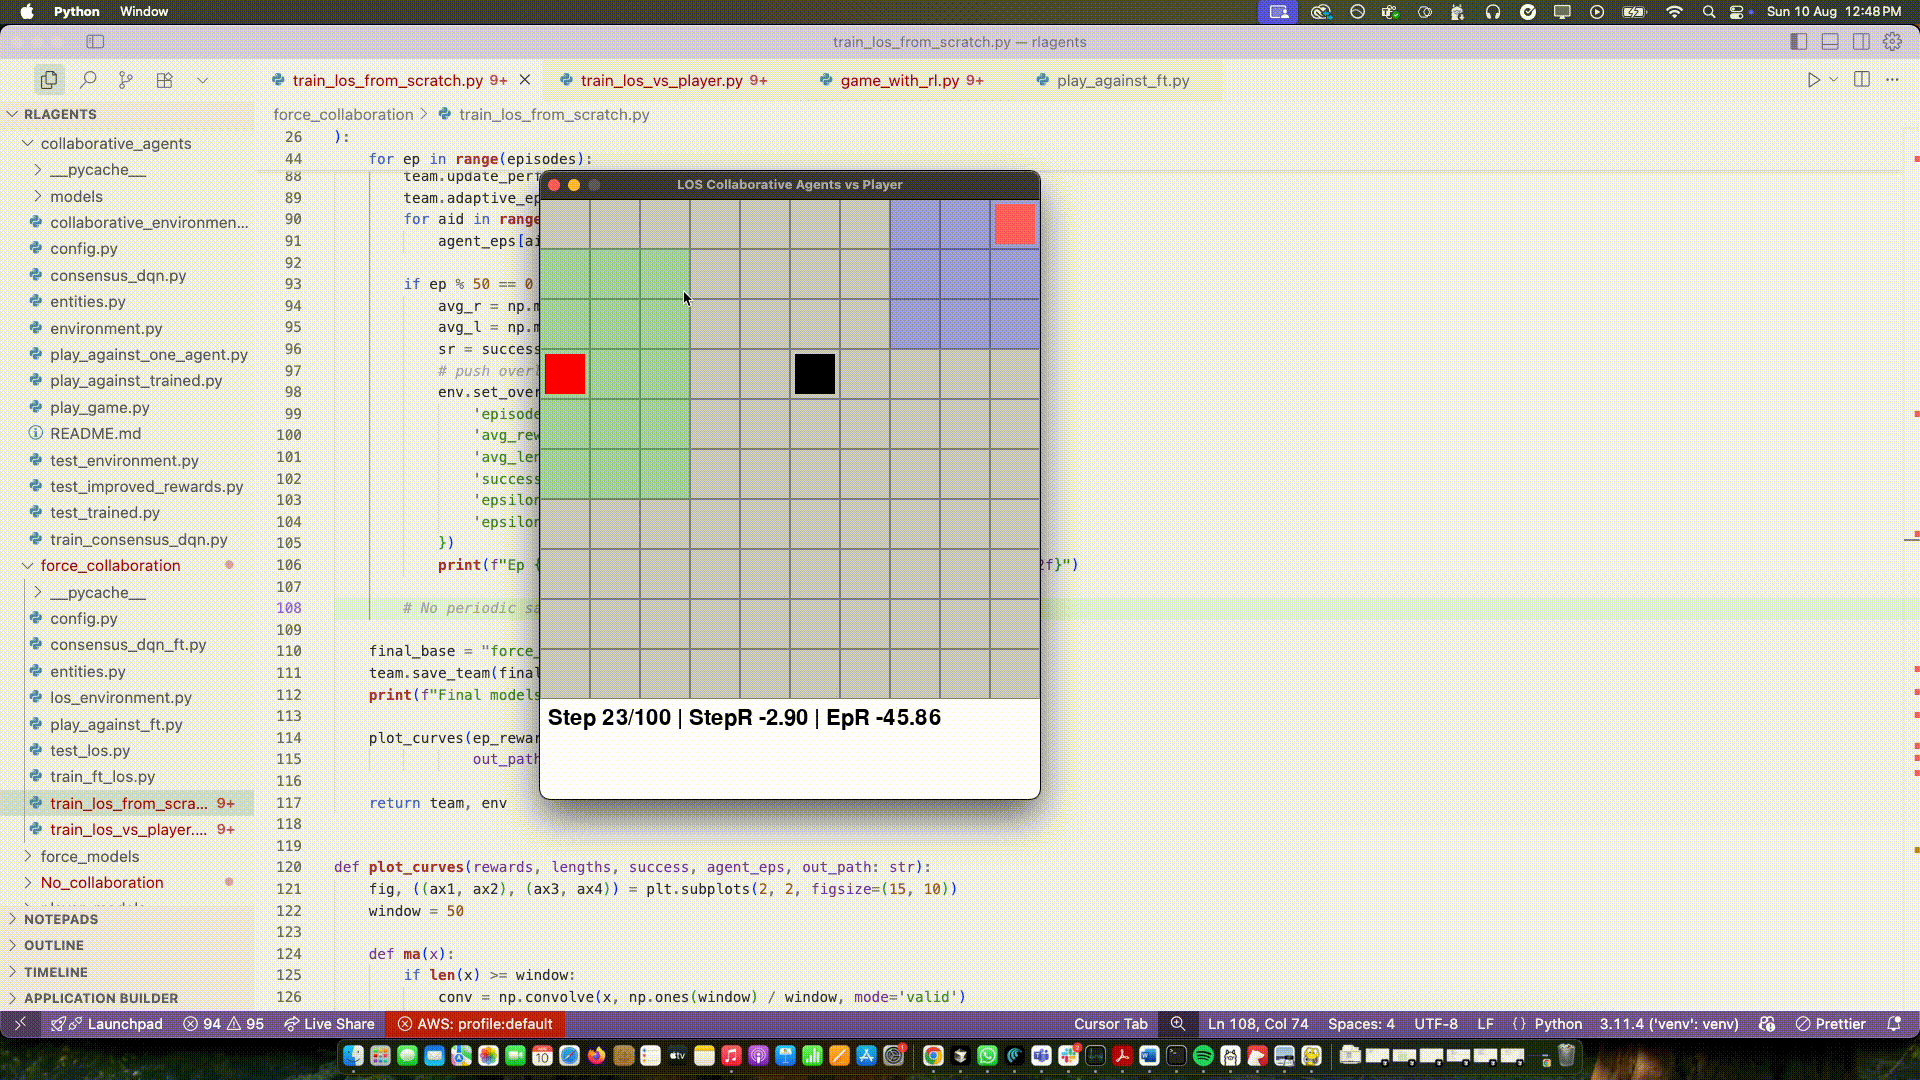 Python Window Sun 10 Aug 12:48 PM
train_los_from_scratch.py — rlagents
train_los_from_scratch.py 9+ train_los_vs_player.py 9+ game_with_rl.py 9+ play_against_ft.py
RLAGENTS
collaborative_agents
__pycache__
models
collaborative_environmen...
config.py
consensus_dqn.py
entities.py
environment.py
play_against_one_agent.py
play_against_trained.py
play_game.py
README.md
test_environment.py
test_improved_rewards.py
test_trained.py
train_consensus_dqn.py
force_collaboration
__pycache__
config.py
consensus_dqn_ft.py
entities.py
los_environment.py
play_against_ft.py
test_los.py
train_ft_los.py
train_los_from_scra... 9+
train_los_vs_player.... 9+
force_models
No_collaboration
NOTEPADS
OUTLINE
TIMELINE
APPLICATION BUILDER
force_collaboration > train_los_from_scratch.py
26 ):
44 for ep in range(episodes):
88 team.update_perf
89 team.adaptive_ep
90 for aid in range
91 agent_eps[ai
92
93 if ep % 50 == 0
94 avg_r = np.m
95 avg_l = np.m
96 sr = success
97 # push overl
98 env.set_over
99 'episode
100 'avg_rew
101 'avg_len
102 'success
103 'epsilon
104 'epsilon
105 })
106 print(f"Ep { 2f}")
107
108 # No periodic sa
109
110 final_base = "force_
111 team.save_team(final
112 print(f"Final models
113
114 plot_curves(ep_rewar
115 out_path
116
117 return team, env
118
119
120 def plot_curves(rewards, lengths, success, agent_eps, out_path: str):
121 fig, ((ax1, ax2), (ax3, ax4)) = plt.subplots(2, 2, figsize=(15, 10))
122 window = 50
123
124 def ma(x):
125 if len(x) >= window:
126 conv = np.convolve(x, np.ones(window) / window, mode='valid')
LOS Collaborative Agents vs Player
Step 23/100 | StepR -2.90 | EpR -45.86
Launchpad 94 95 Live Share AWS: profile:default Cursor Tab Ln 108, Col 74 Spaces: 4 UTF-8 LF {} Python 3.11.4 ('venv': venv) Prettier